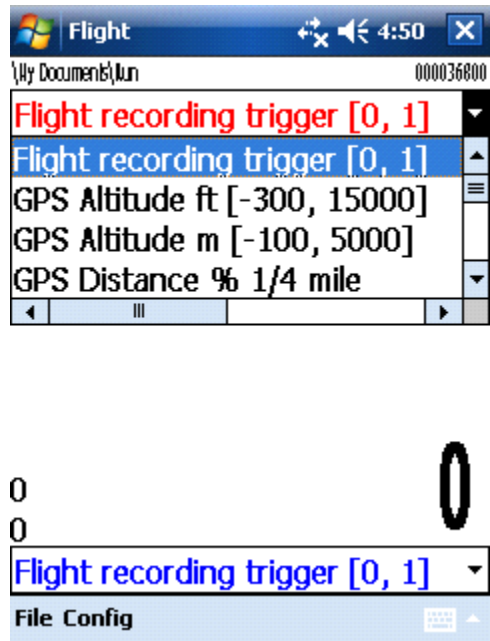 Flight 4:50
\My Documents\Run 000036800
Flight recording trigger [0, 1]
Flight recording trigger [0, 1]
GPS Altitude ft [-300, 15000]
GPS Altitude m [-100, 5000]
GPS Distance % 1/4 mile
0
0
0
Flight recording trigger [0, 1]
File Config